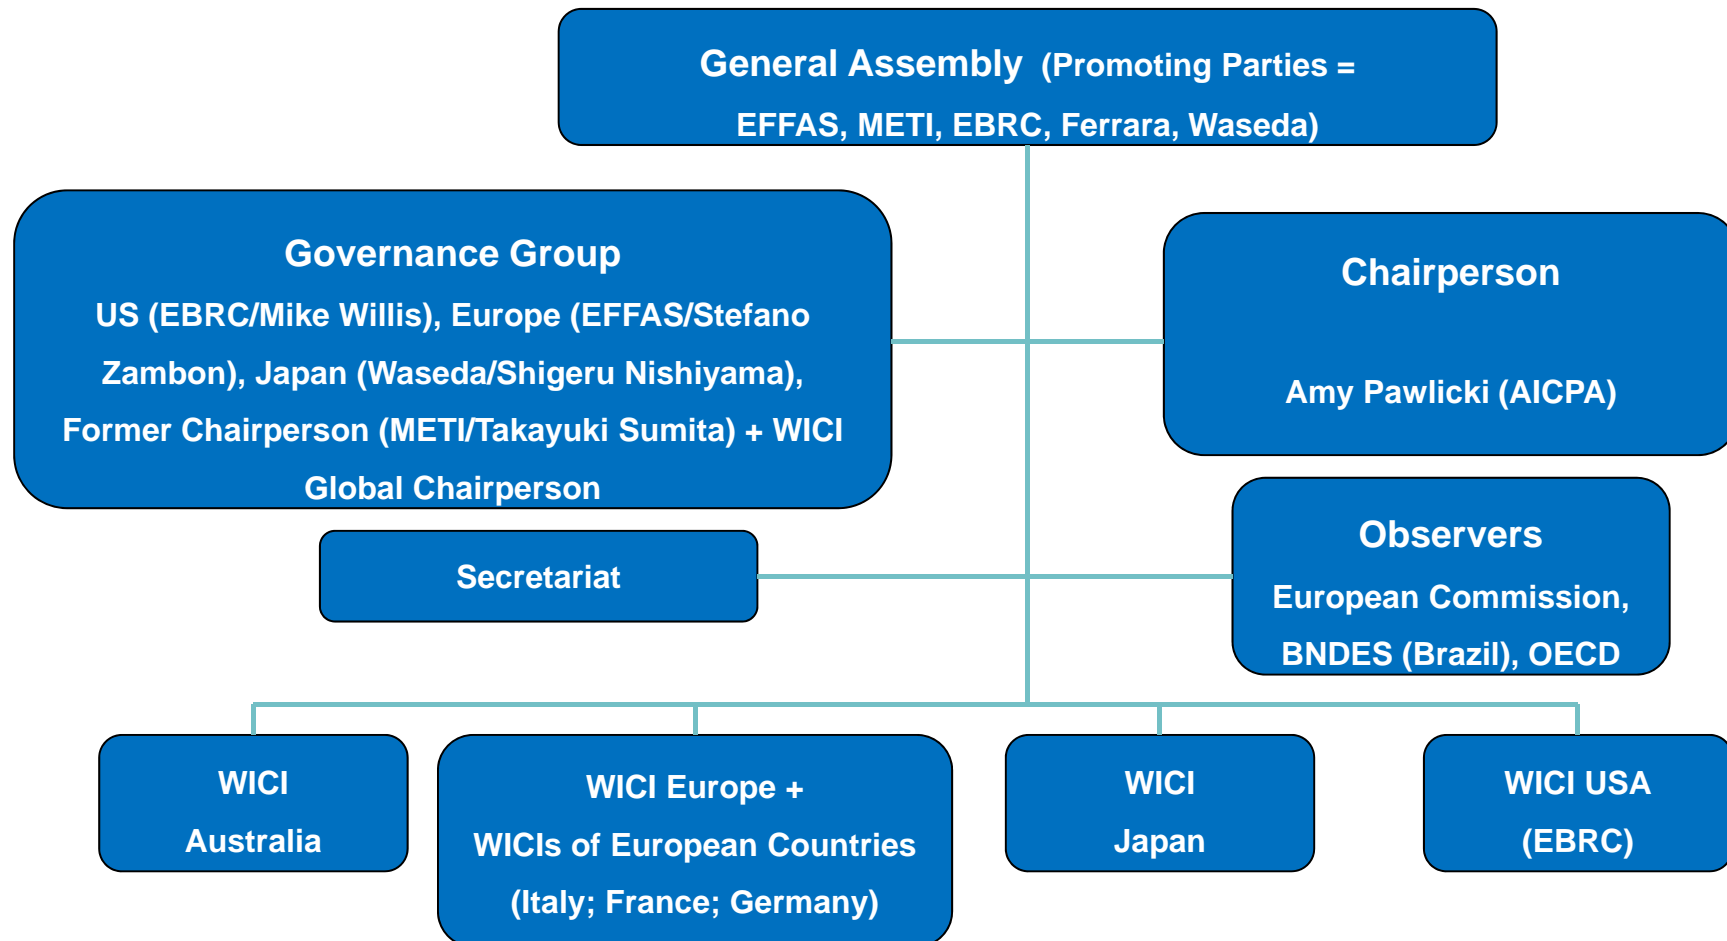 General Assembly (Promoting Parties =
EFFAS, METI, EBRC, Ferrara, Waseda)
Governance Group
US (EBRC/Mike Willis), Europe (EFFAS/Stefano
Zambon), Japan (Waseda/Shigeru Nishiyama),
Former Chairperson (METI/Takayuki Sumita) + WICI
Global Chairperson
Chairperson
Amy Pawlicki (AICPA)
Secretariat
Observers
European Commission,
BNDES (Brazil), OECD
WICI
Australia
WICI Europe +
WICIs of European Countries
(Italy; France; Germany)
WICI
Japan
WICI USA
(EBRC)